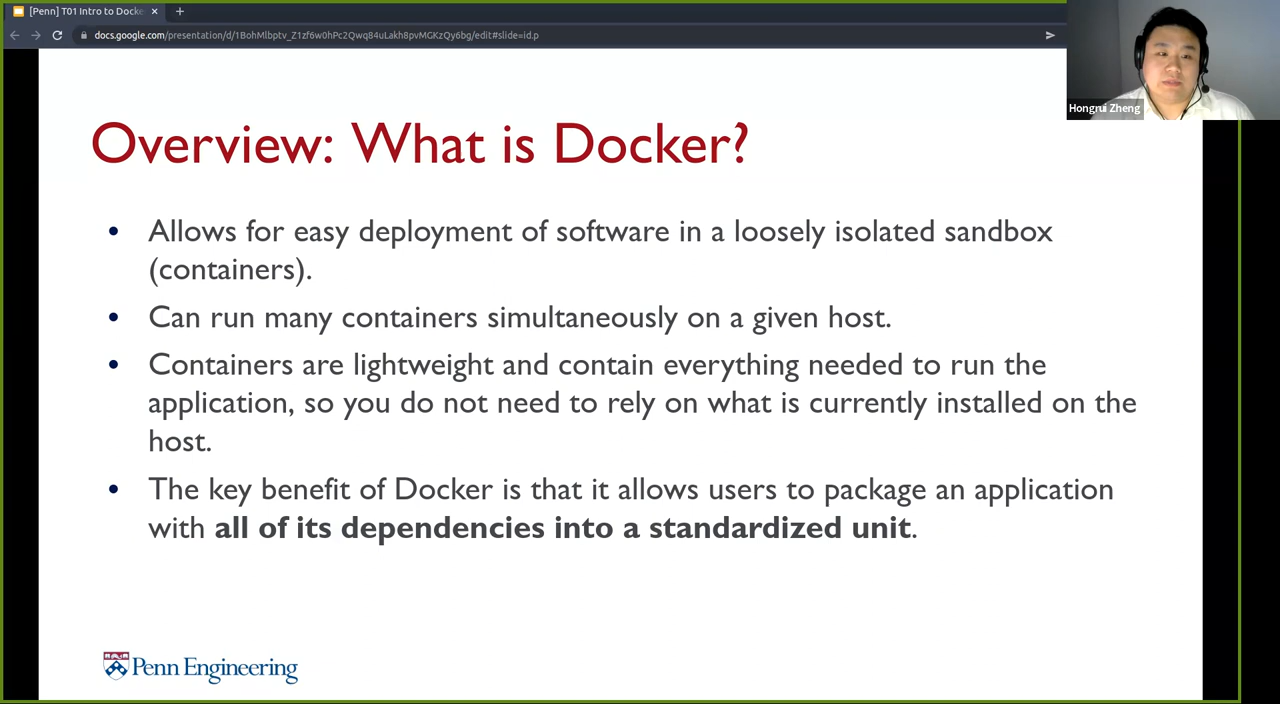 [Penn] T01 Intro to Docke
docs.google.com/presentation/d/1BohMlbptv_Z1zf6w0hPc2Qwq84uLakh8pvMGKzQy6bg/edit#slide=id.p
Hongrui Zheng
Overview: What is Docker?
• Allows for easy deployment of software in a loosely isolated sandbox
(containers).
• Can run many containers simultaneously on a given host.
• Containers are lightweight and contain everything needed to run the
application, so you do not need to rely on what is currently installed on the
host.
• The key benefit of Docker is that it allows users to package an application
with all of its dependencies into a standardized unit.
Penn Engineering